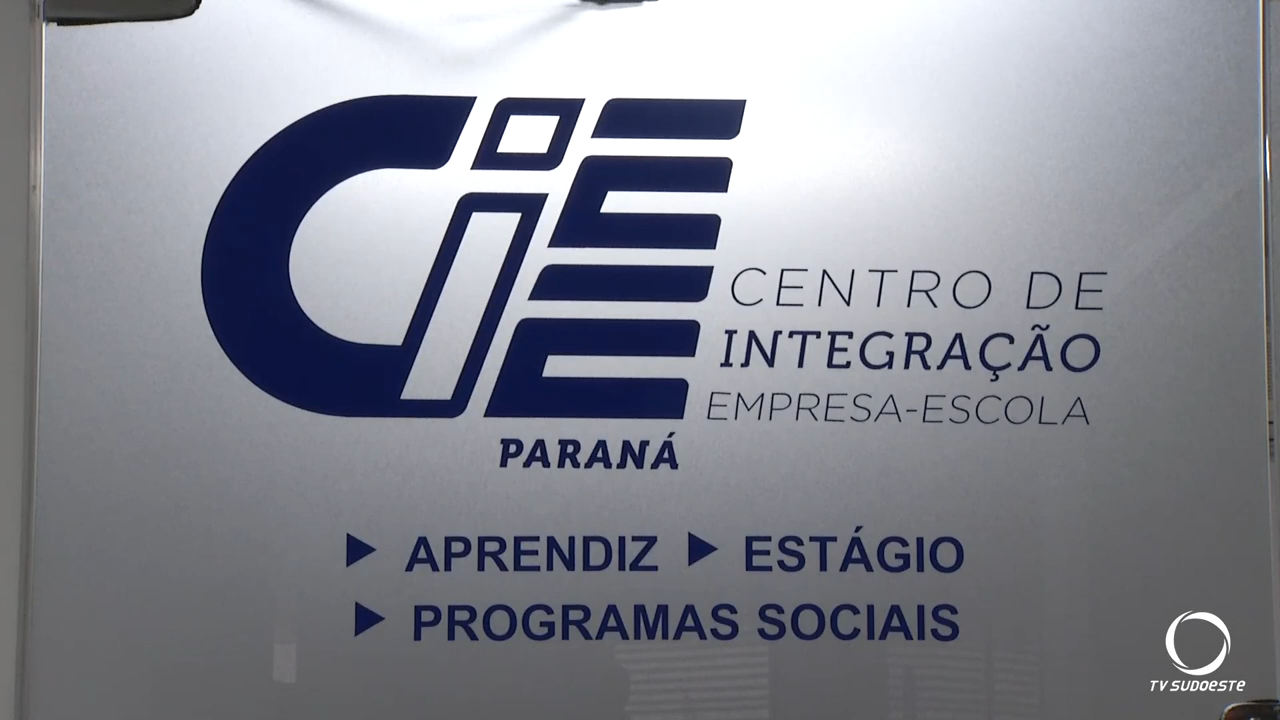 CIEE
CENTRO DE
INTEGRAÇÃO
EMPRESA-ESCOLA
PARANÁ
APRENDIZ ESTÁGIO
PROGRAMAS SOCIAIS
TV SUDOESTE